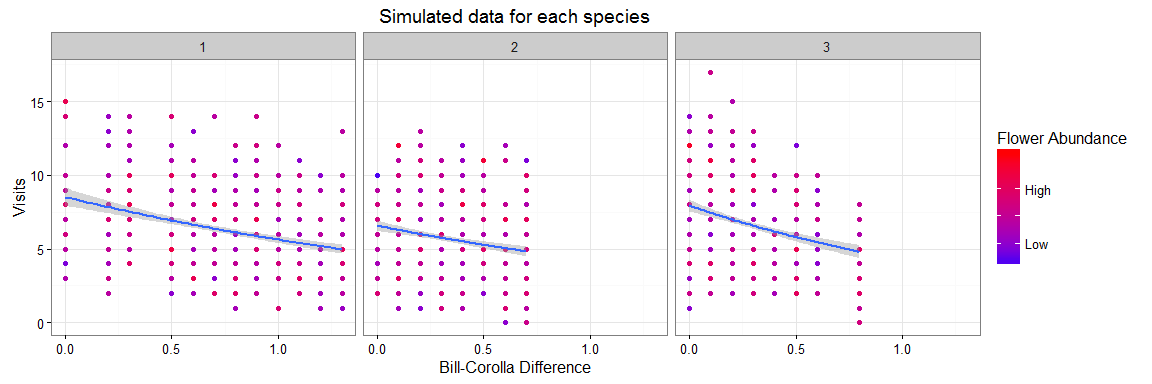 Simulated data for each species
1 2 3
Flower Abundance
High
Low
Visits
15
10
5
0
0.0 0.5 1.0 0.0 0.5 1.0 0.0 0.5 1.0
Bill-Corolla Difference